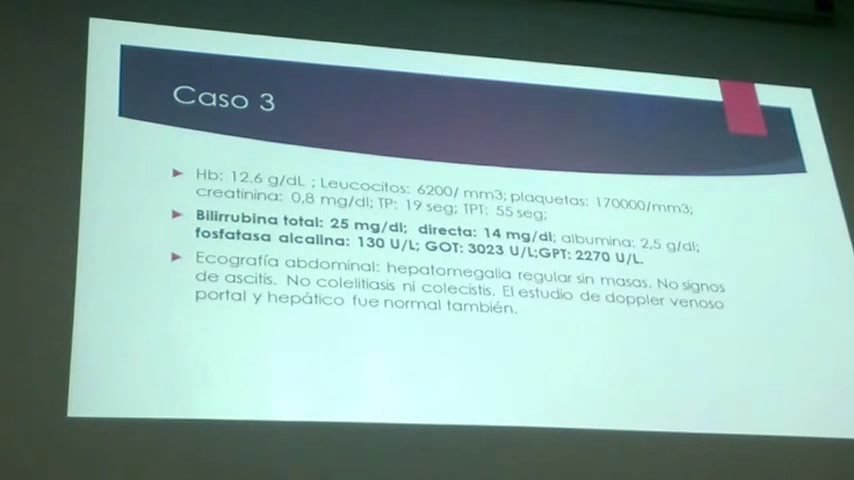 Caso 3
Hb: 12.6 g/dL ; Leucocitos: 6200/ mm3; plaquetas: 170000/mm3;
creatinina: 0,8 mg/dl; TP: 19 seg; TPT: 55 seg;
Bilirrubina total: 25 mg/dl; directa: 14 mg/dl; albumina: 2,5 g/dl;
fosfatasa alcalina: 130 U/L; GOT: 3023 U/L;GPT: 2270 U/L.
Ecografía abdominal: hepatomegalia regular sin masas. No signos
de ascitis. No colelitiasis ni colecistis. El estudio de doppler venoso
portal y hepático fue normal también.